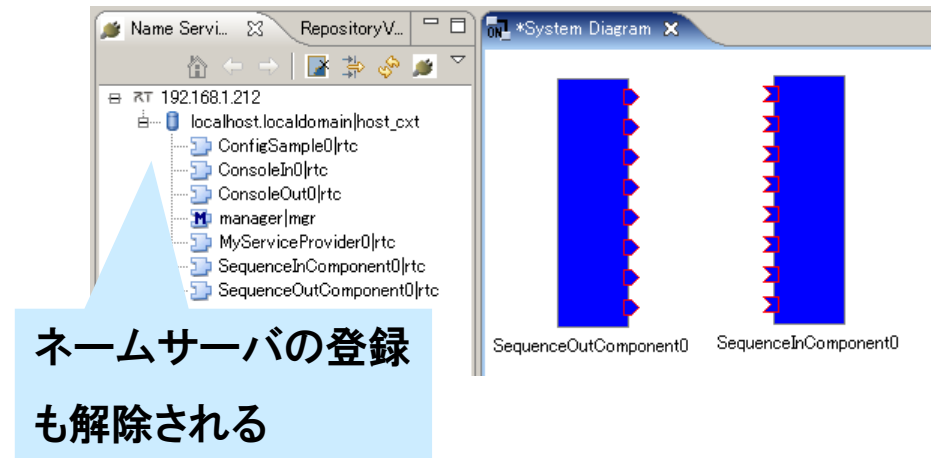 Name Servi...
RepositoryV...
*System Diagram
ON
RT 192.168.1.212
localhost.localdomain|host_cxt
ConfigSample0|rtc
ConsoleIn0|rtc
ConsoleOut0|rtc
M manager|mgr
MyServiceProvider0|rtc
SequenceInComponent0|rtc
SequenceOutComponent0|rtc
SequenceOutComponent0
SequenceInComponent0
ネームサーバの登録
も解除される